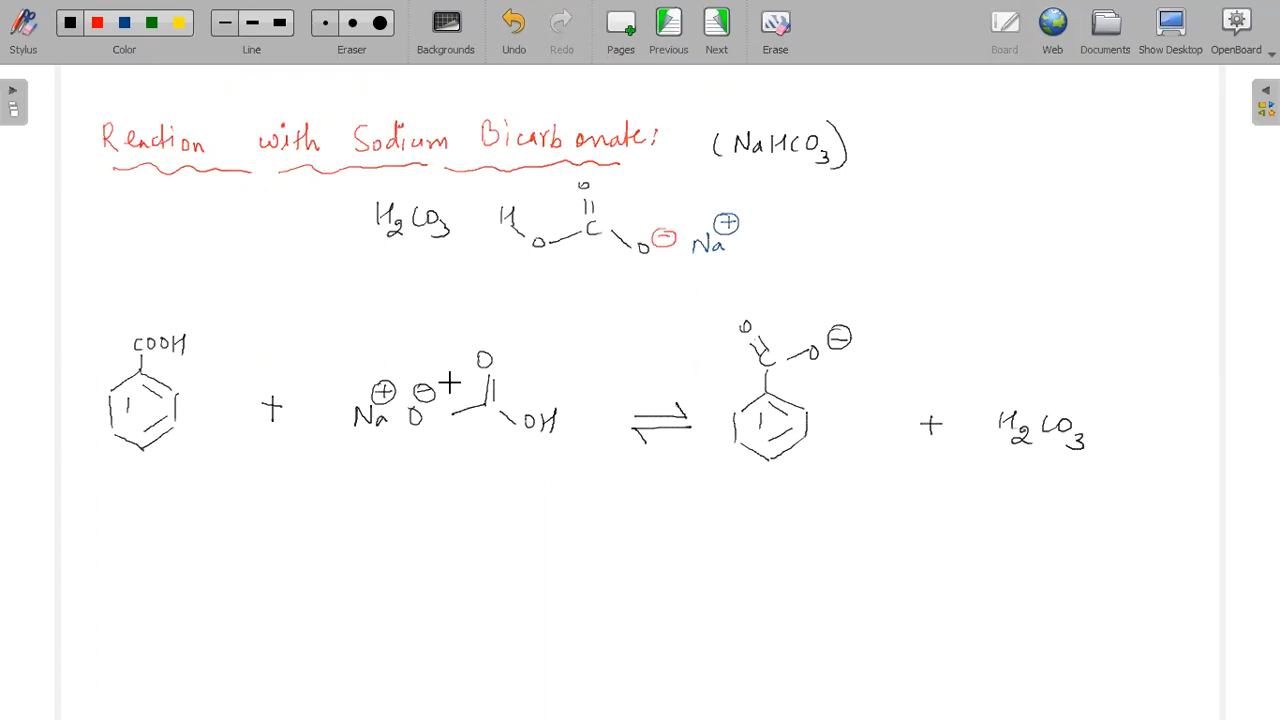 Stylus Color Line Eraser Backgrounds Undo Redo Pages Previous Next Erase Board Web Documents Show Desktop OpenBoard
Reaction with Sodium Bicarbonate: (NaHCO3)
H2CO3 H O C O O ⊖ Na ⊕
COOH + Na ⊕ O ⊖ O OH ⇌ O C O ⊖ + H2CO3